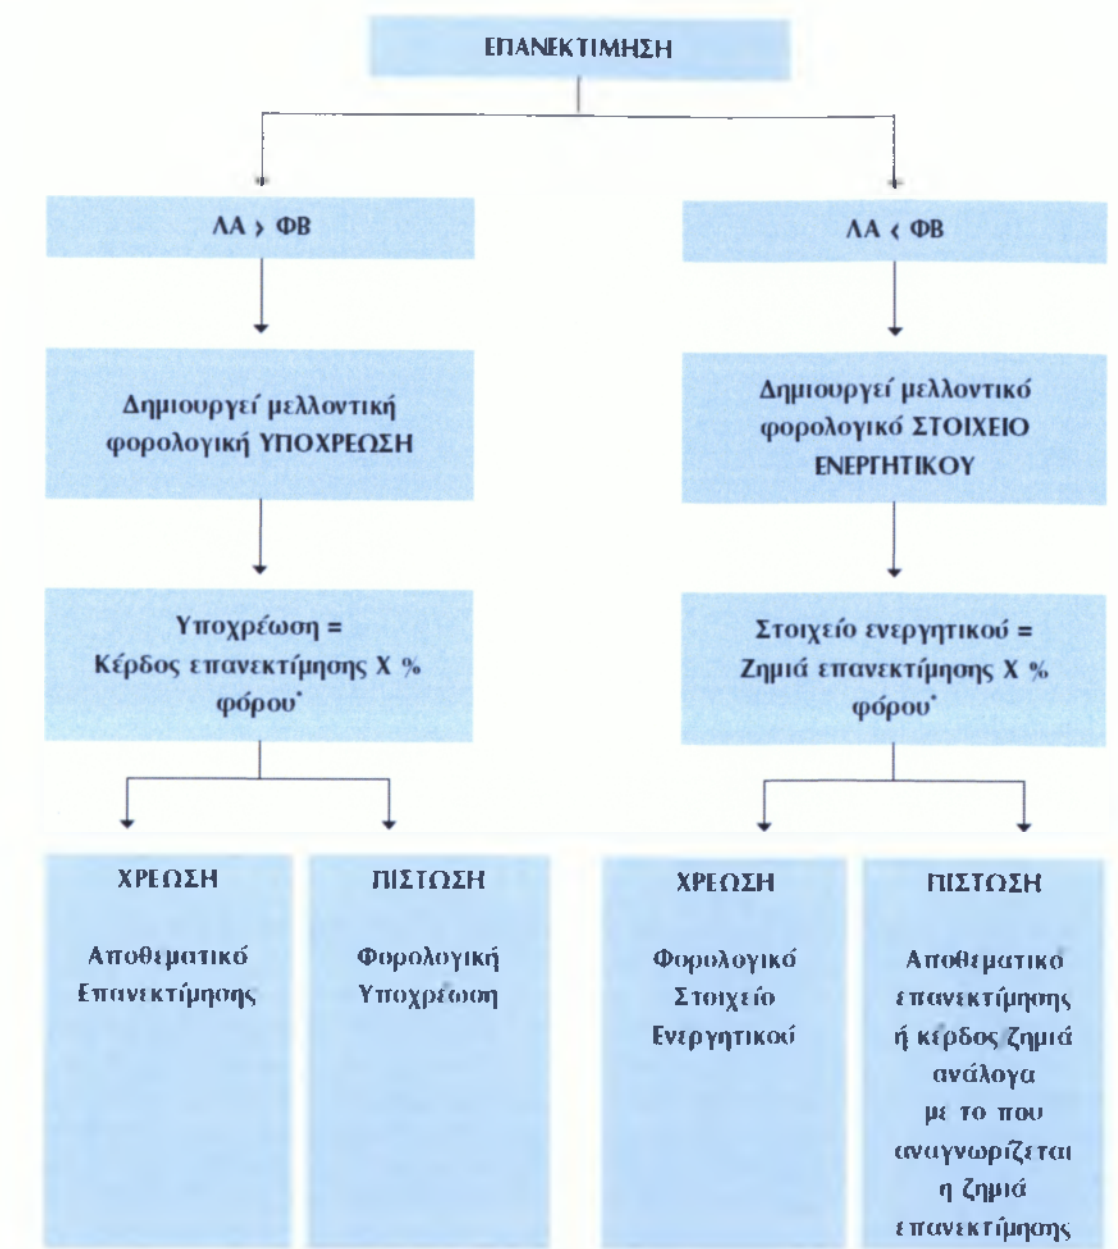 ΕΠΑΝΕΚΤΙΜΗΣΗ
ΛΑ > ΦΒ
ΛΑ < ΦΒ
Δημιουργεί μελλοντική
φορολογική ΥΠΟΧΡΕΩΣΗ
Δημιουργεί μελλοντικό
φορολογικό ΣΤΟΙΧΕΙΟ
ΕΝΕΡΓΗΤΙΚΟΥ
Υποχρέωση =
Κέρδος επανεκτίμησης Χ %
φόρου*
Στοιχείο ενεργητικού =
Ζημιά επανεκτίμησης Χ %
φόρου*
ΧΡΕΩΣΗ
Αποθεματικό
Επανεκτίμησης
ΠΙΣΤΩΣΗ
Φορολογική
Υποχρέωση
ΧΡΕΩΣΗ
Φορολογικό
Στοιχείο
Ενεργητικού
ΠΙΣΤΩΣΗ
Αποθεματικό
επανεκτίμησης
ή κέρδος ζημιά
ανάλογα
με το που
αναγνωρίζεται
η ζημιά
επανεκτίμησης